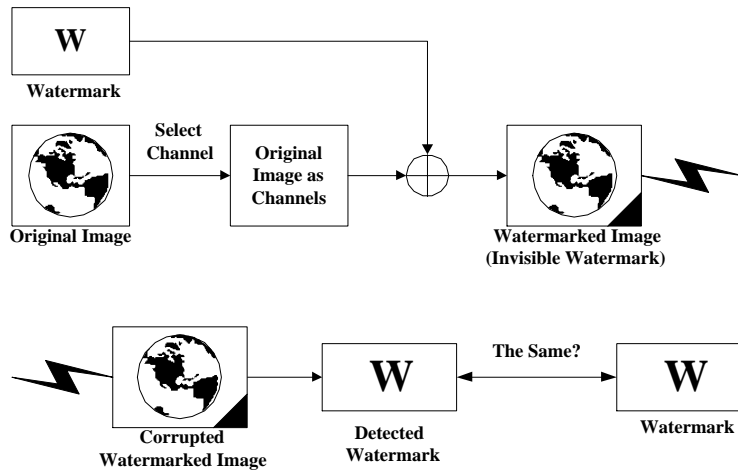 W
Watermark
Select
Channel
Original
Image as
Channels
Original Image
Watermarked Image
(Invisible Watermark)
W
The Same?
W
Corrupted
Watermarked Image
Detected
Watermark
Watermark